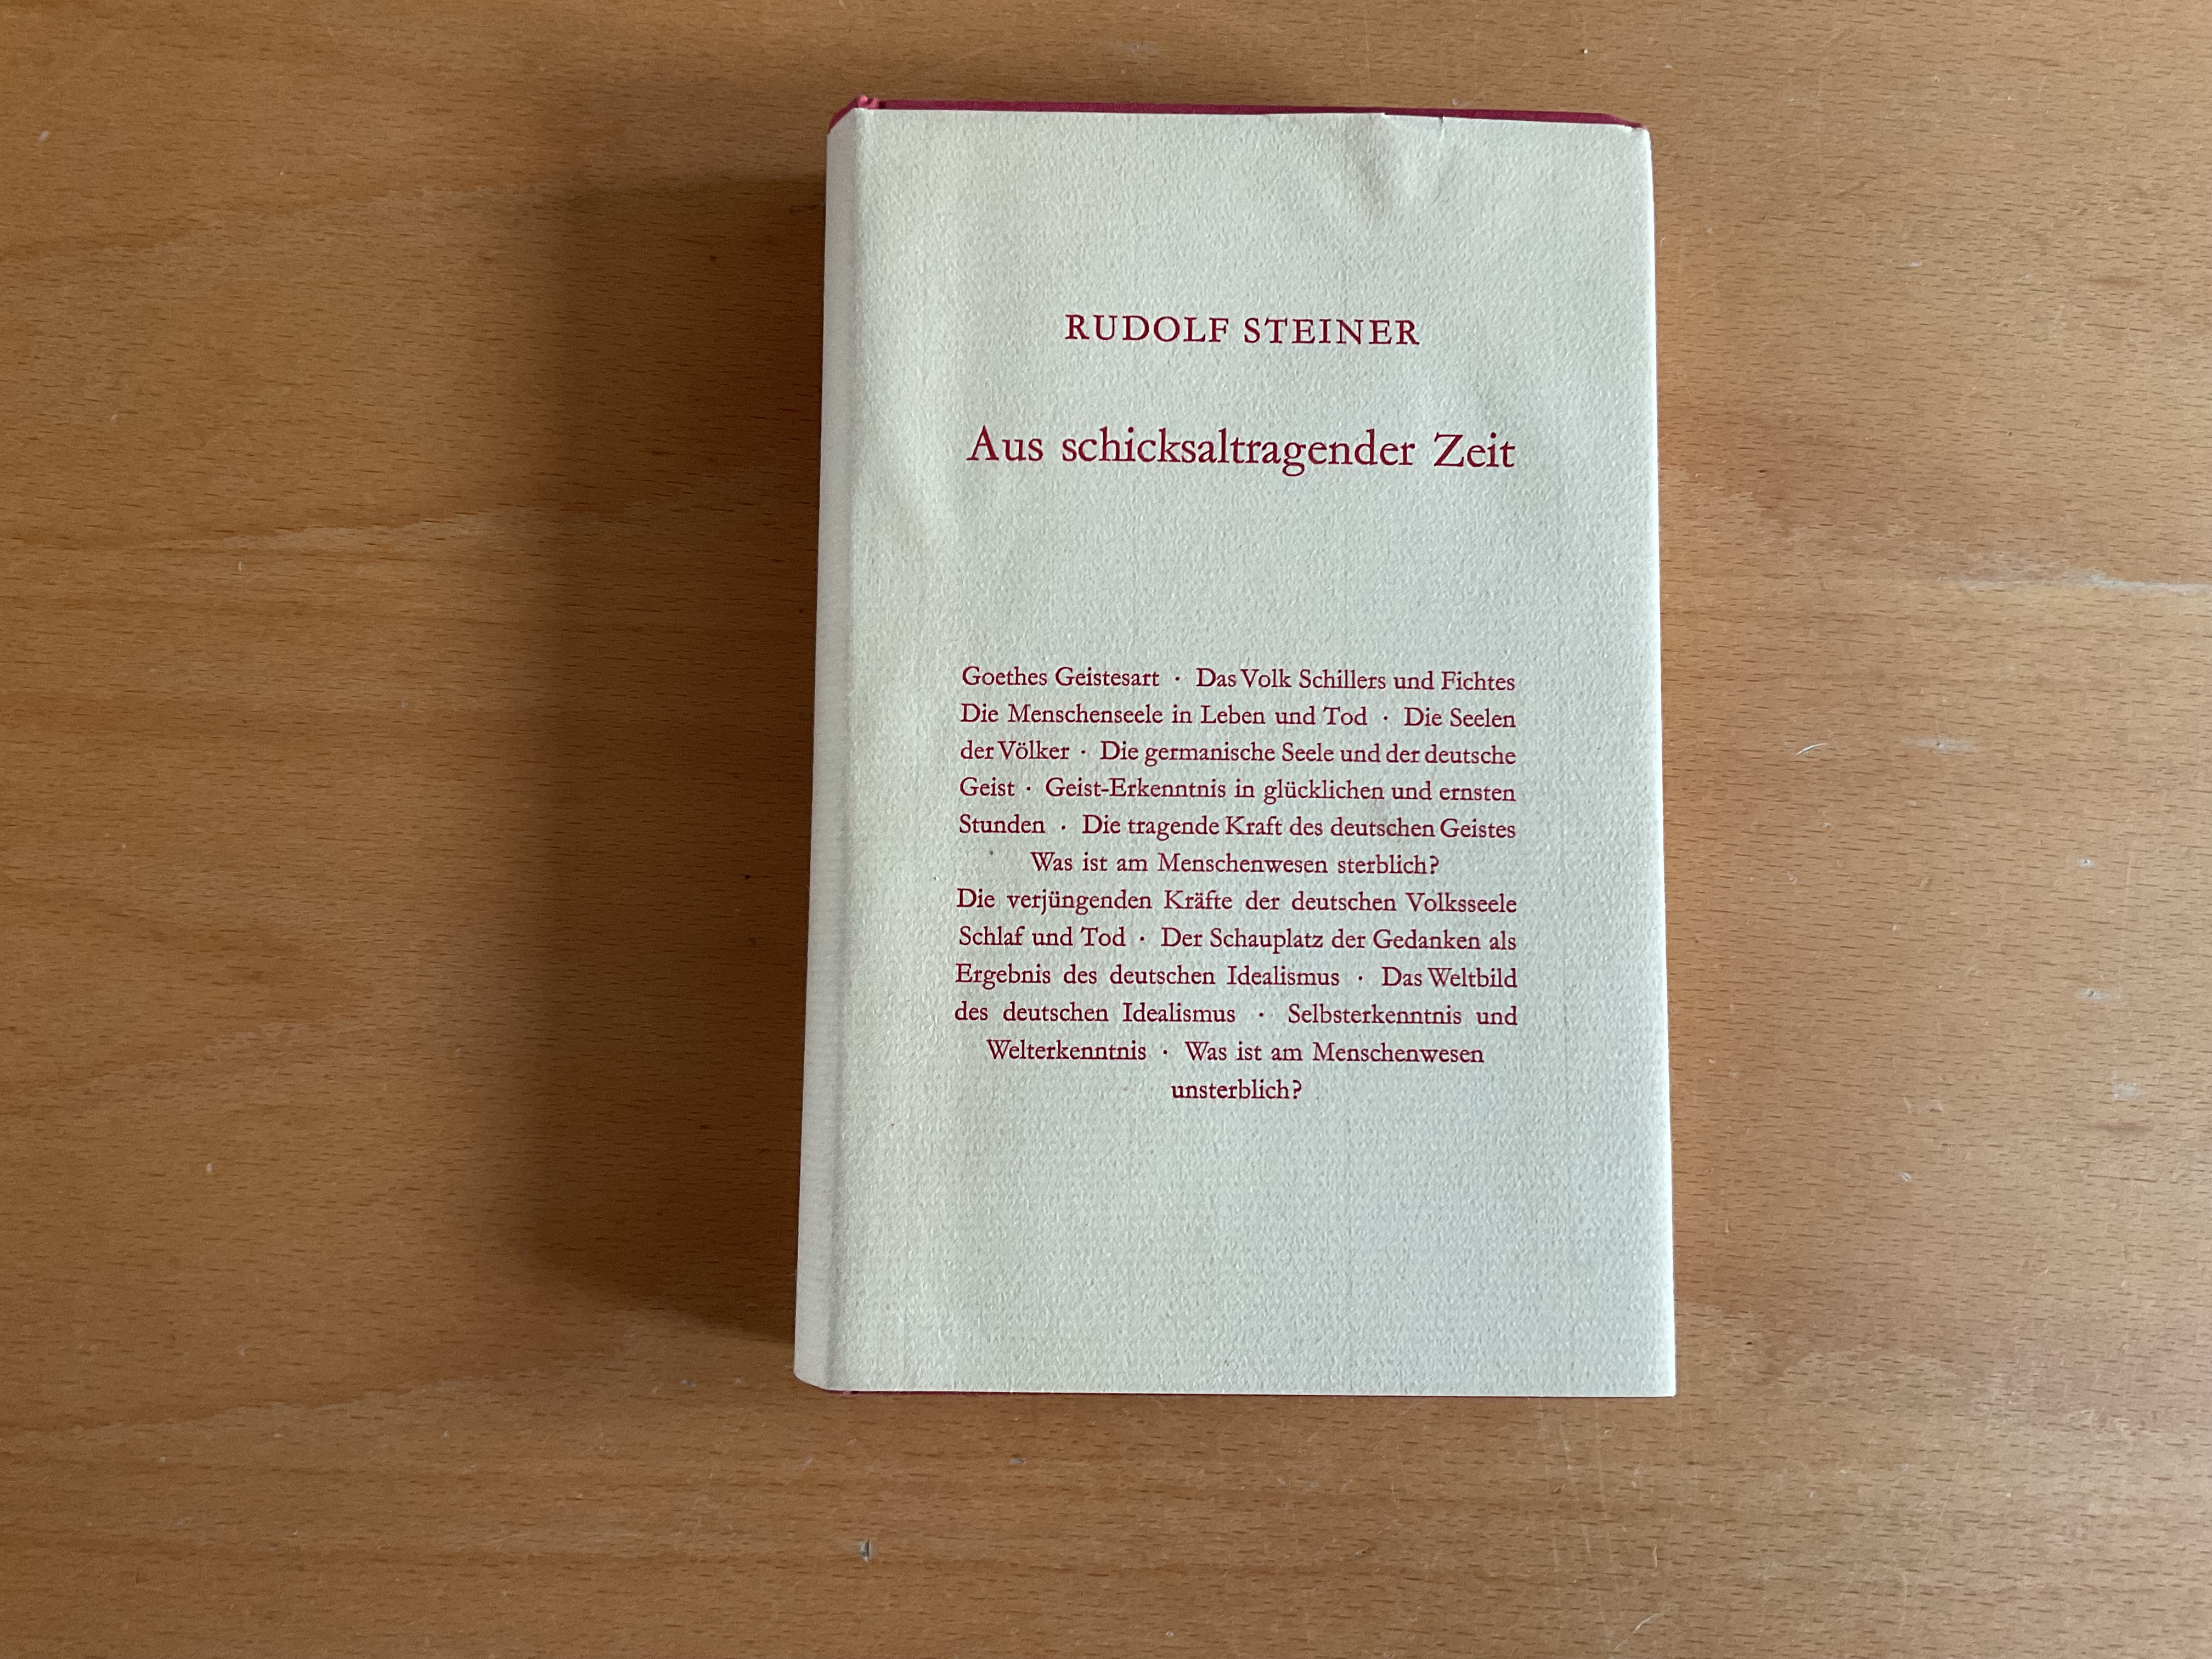 RUDOLF STEINER
Aus schicksaltragender Zeit
Goethes Geistesart · Das Volk Schillers und Fichtes
Die Menschenseele in Leben und Tod · Die Seelen
der Völker · Die germanische Seele und der deutsche
Geist · Geist-Erkenntnis in glücklichen und ernsten
Stunden · Die tragende Kraft des deutschen Geistes
Was ist am Menschenwesen sterblich?
Die verjüngenden Kräfte der deutschen Volksseele
Schlaf und Tod · Der Schauplatz der Gedanken als
Ergebnis des deutschen Idealismus · Das Weltbild
des deutschen Idealismus · Selbsterkenntnis und
Welterkenntnis · Was ist am Menschenwesen
unsterblich?